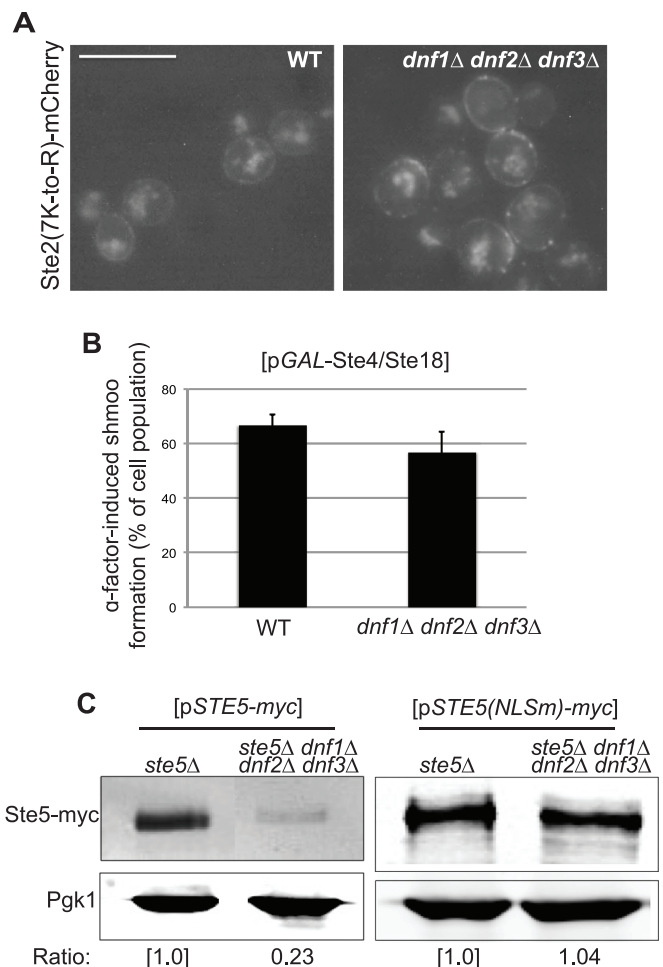 A
WT
dnf1Δ dnf2Δ dnf3Δ
Ste2(7K-to-R)-mCherry
B
[pGAL-Ste4/Ste18]
α-factor-induced shmoo
formation (% of cell population)
80
60
40
20
0
WT
dnf1Δ dnf2Δ dnf3Δ
C
[pSTE5-myc]
[pSTE5(NLSm)-myc]
ste5Δ
ste5Δ dnf1Δ
dnf2Δ dnf3Δ
ste5Δ
ste5Δ dnf1Δ
dnf2Δ dnf3Δ
Ste5-myc
Pgk1
Ratio: [1.0] 0.23 [1.0] 1.04